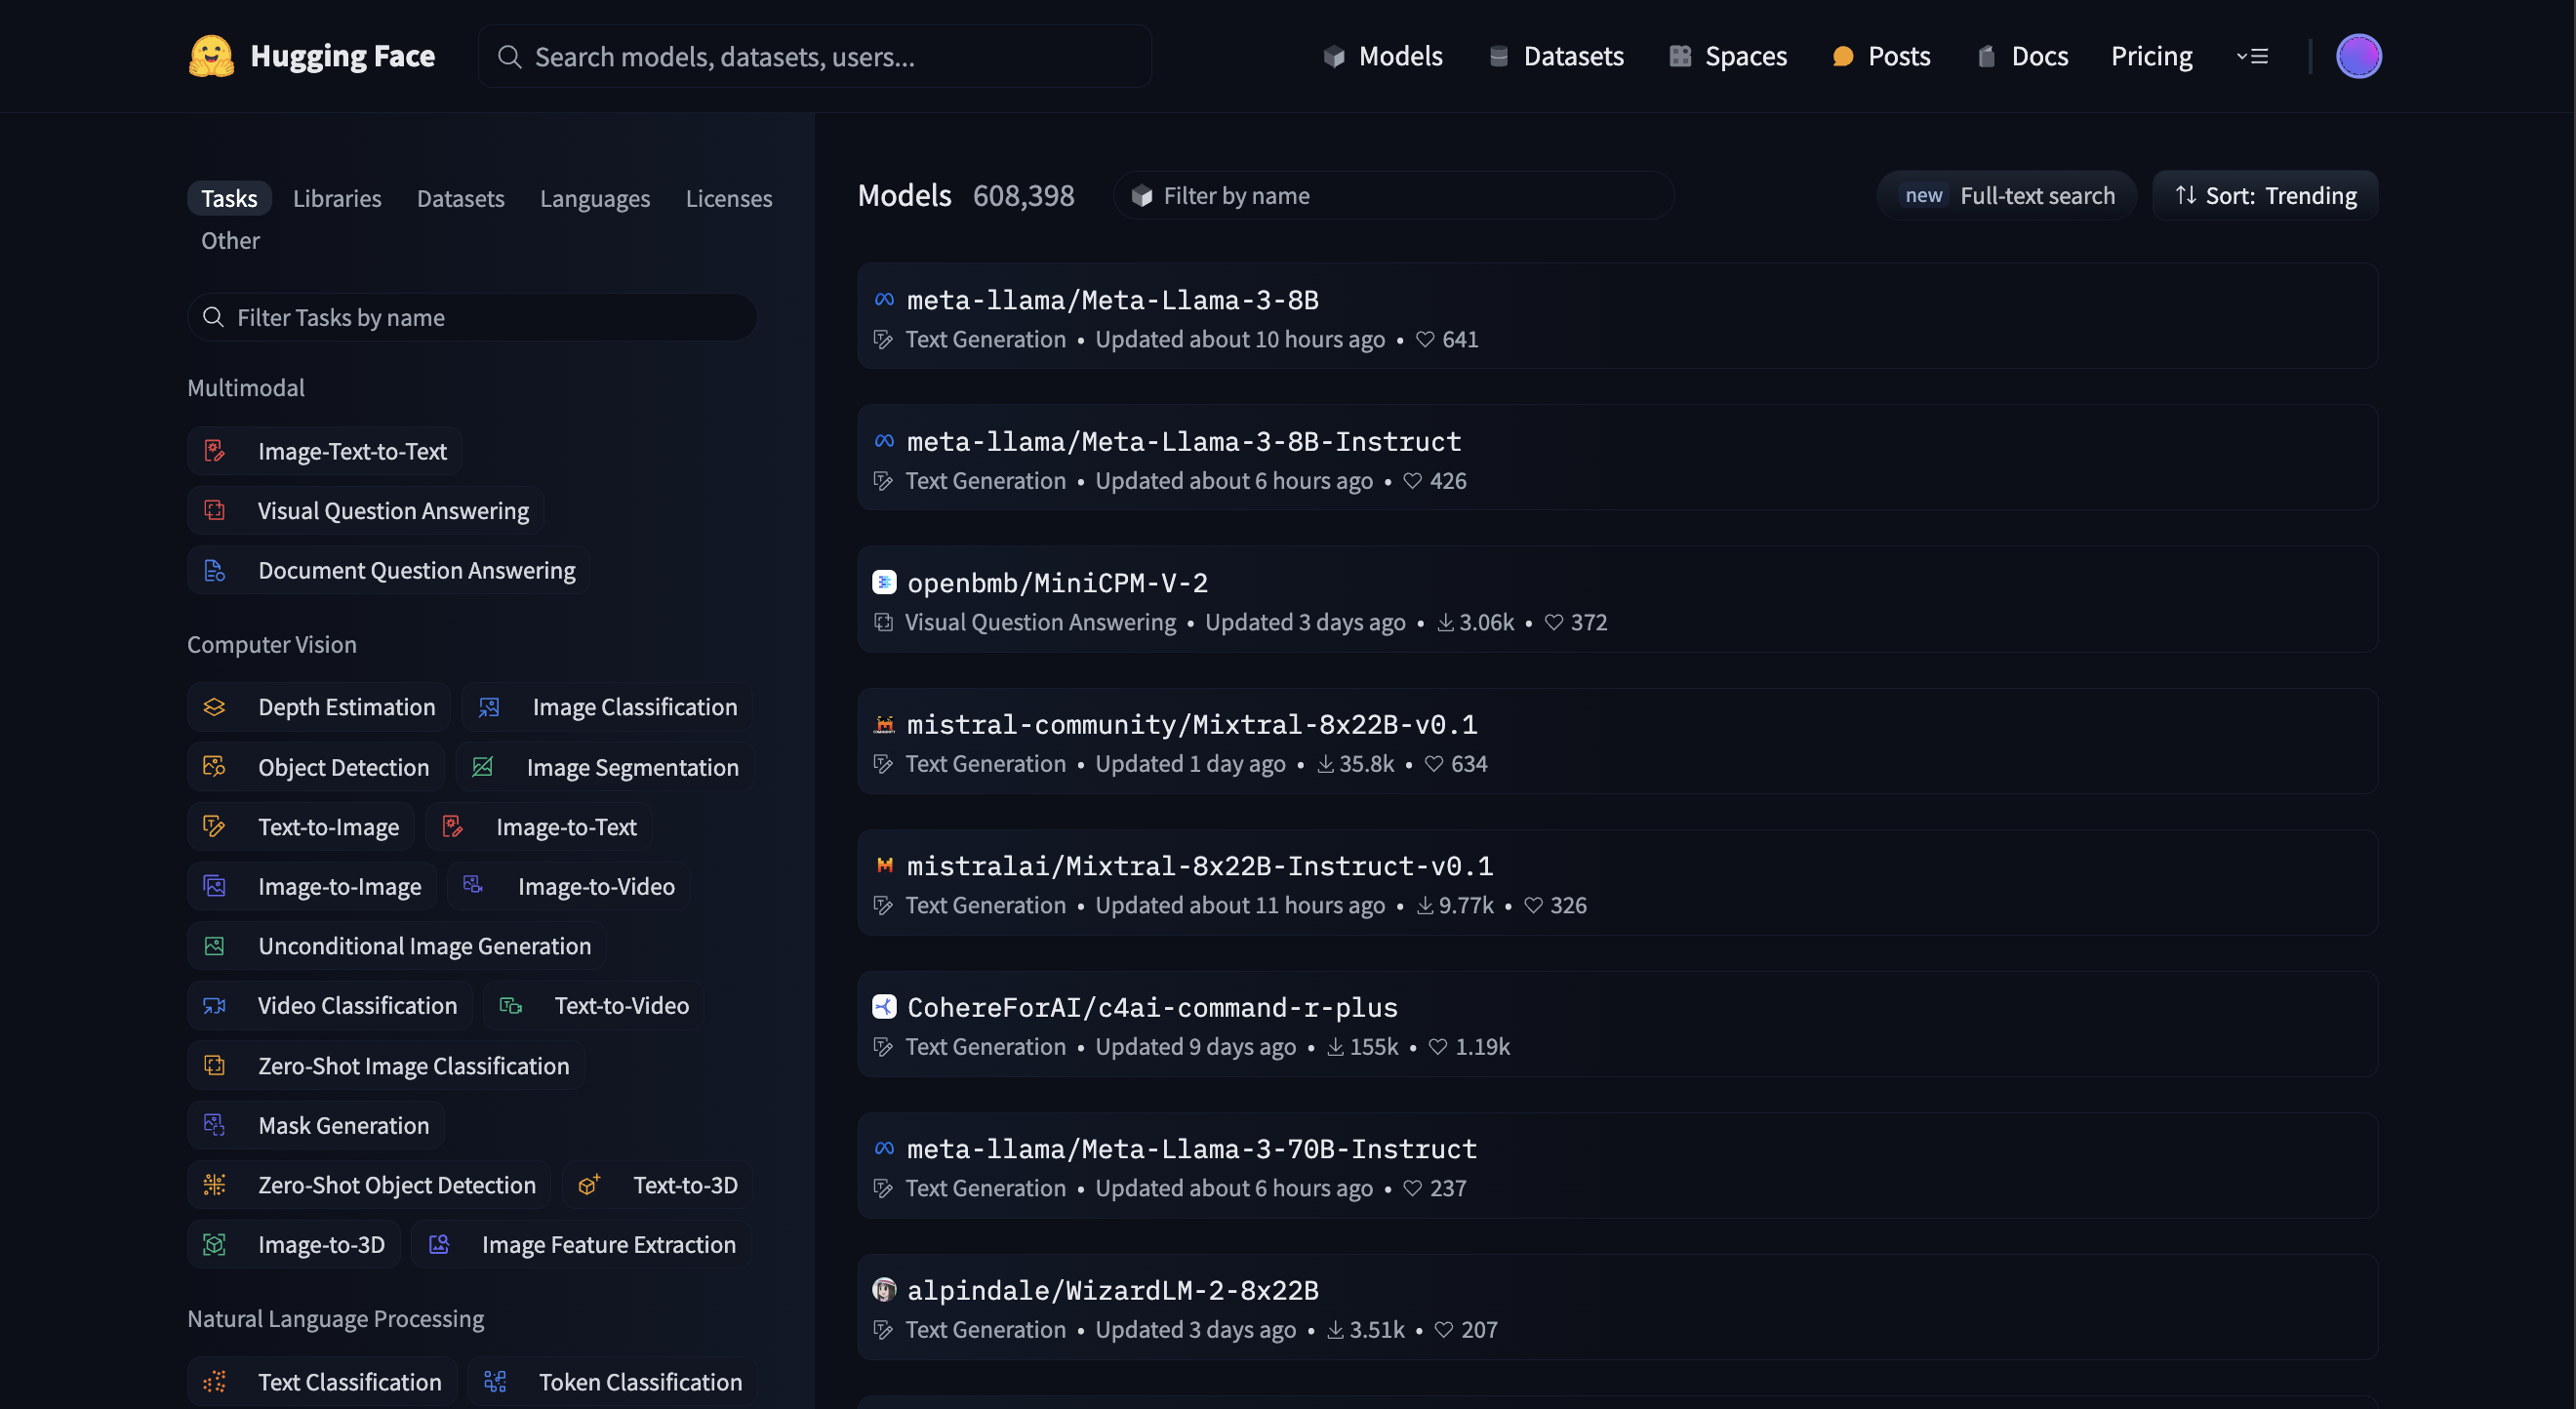 Hugging Face
Search models, datasets, users...
Models
Datasets
Spaces
Posts
Docs
Pricing
Tasks
Libraries
Datasets
Languages
Licenses
Other
Filter Tasks by name
Multimodal
Image-Text-to-Text
Visual Question Answering
Document Question Answering
Computer Vision
Depth Estimation
Image Classification
Object Detection
Image Segmentation
Text-to-Image
Image-to-Text
Image-to-Image
Image-to-Video
Unconditional Image Generation
Video Classification
Text-to-Video
Zero-Shot Image Classification
Mask Generation
Zero-Shot Object Detection
Text-to-3D
Image-to-3D
Image Feature Extraction
Natural Language Processing
Text Classification
Token Classification
Models 608,398
Filter by name
new Full-text search
Sort: Trending
meta-llama/Meta-Llama-3-8B
Text Generation • Updated about 10 hours ago • 641
meta-llama/Meta-Llama-3-8B-Instruct
Text Generation • Updated about 6 hours ago • 426
openbmb/MiniCPM-V-2
Visual Question Answering • Updated 3 days ago • 3.06k • 372
mistral-community/Mixtral-8x22B-v0.1
Text Generation • Updated 1 day ago • 35.8k • 634
mistralai/Mixtral-8x22B-Instruct-v0.1
Text Generation • Updated about 11 hours ago • 9.77k • 326
CohereForAI/c4ai-command-r-plus
Text Generation • Updated 9 days ago • 155k • 1.19k
meta-llama/Meta-Llama-3-70B-Instruct
Text Generation • Updated about 6 hours ago • 237
alpindale/WizardLM-2-8x22B
Text Generation • Updated 3 days ago • 3.51k • 207